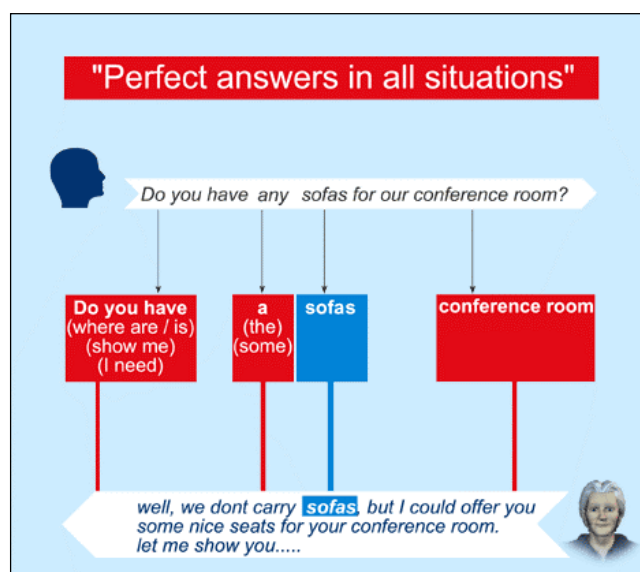 "Perfect answers in all situations"
Do you have any sofas for our conference room?
Do you have
(where are / is)
(show me)
(I need)
a
(the)
(some)
sofas
conference room
well, we dont carry sofas, but I could offer you
some nice seats for your conference room.
let me show you.....